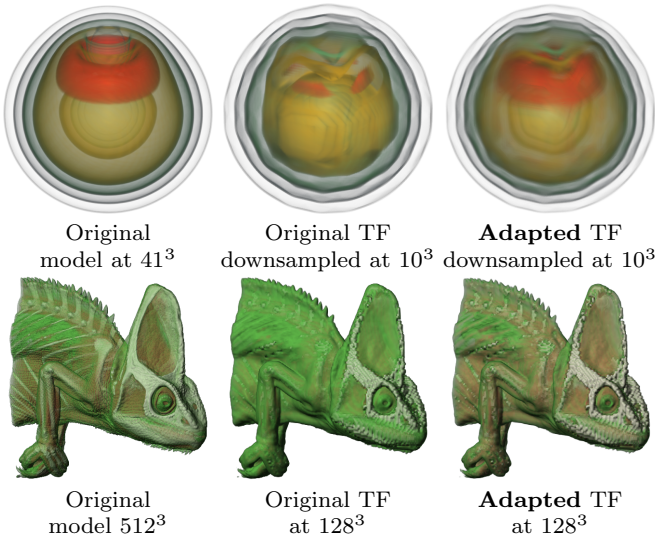 Original
model at 41³
Original TF
downsampled at 10³
Adapted TF
downsampled at 10³
Original
model 512³
Original TF
at 128³
Adapted TF
at 128³